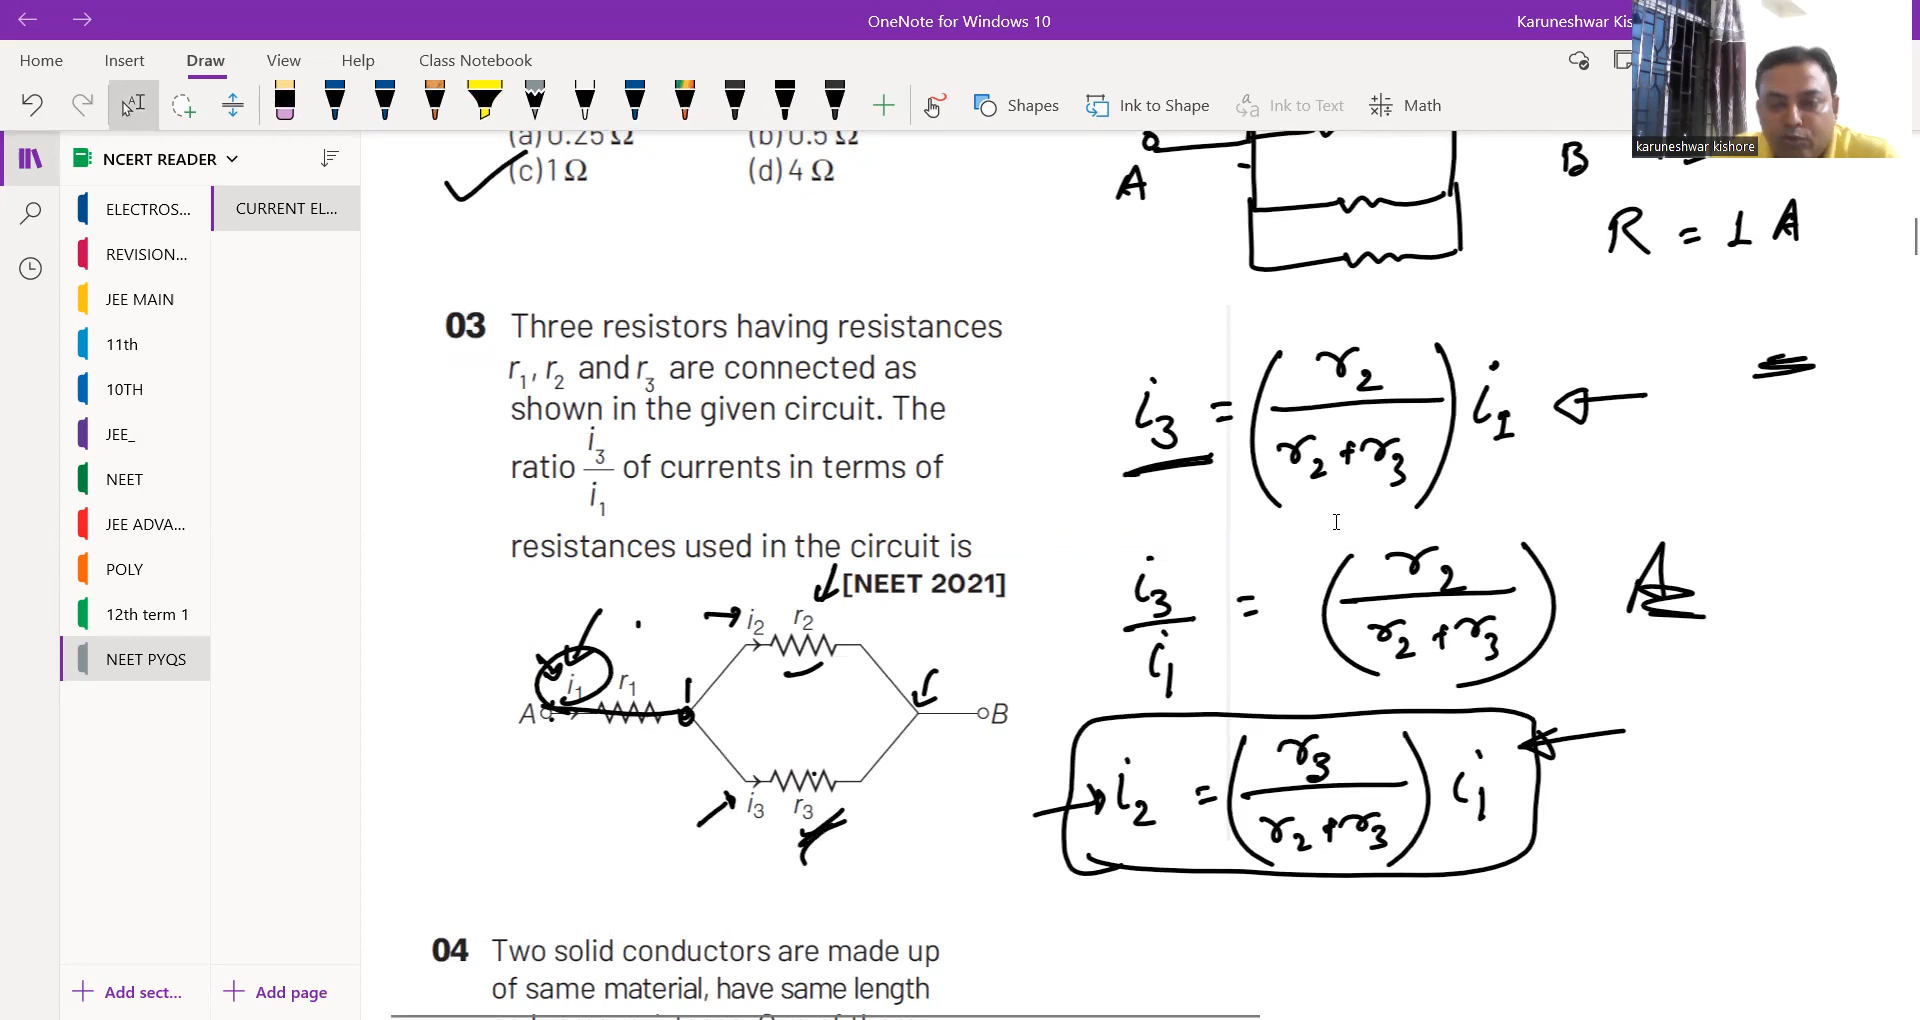 OneNote for Windows 10
Karuneshwar Kis
Home Insert Draw View Help Class Notebook
Shapes Ink to Shape Ink to Text Math
karuneshwar kishore
NCERT READER
ELECTROS...
REVISION...
JEE MAIN
11th
10TH
JEE_
NEET
JEE ADVA...
POLY
12th term 1
NEET PYQS
Add sect...
CURRENT EL...
Add page
(a) 0.25 Ω (b) 0.5 Ω
(c) 1 Ω (d) 4 Ω
A
B
R = 1 A
03 Three resistors having resistances
r₁, r₂ and r₃ are connected as
shown in the given circuit. The
ratio i₃/i₁ of currents in terms of
resistances used in the circuit is
[NEET 2021]
i₂ r₂
i₁ r₁
A B
i₃ r₃
i₃ = (r₂/(r₂+r₃)) i₁
i₃/i₁ = (r₂/(r₂+r₃))
i₂ = (r₃/(r₂+r₃)) i₁
04 Two solid conductors are made up
of same material, have same length